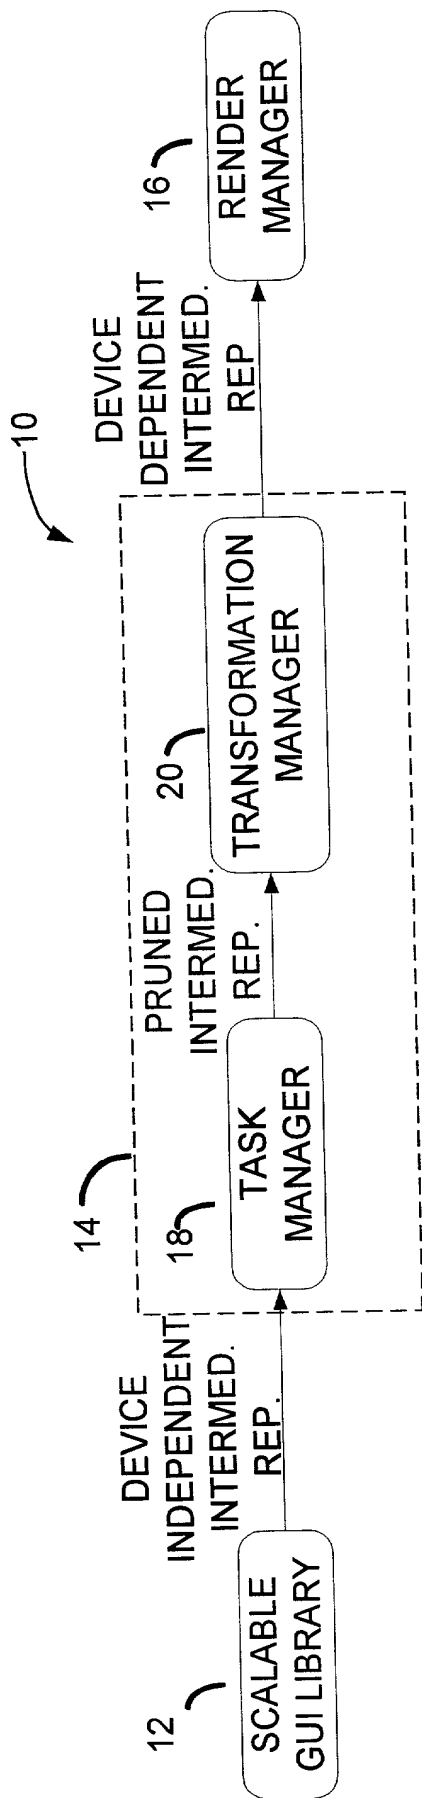 10
12
SCALABLE
GUI LIBRARY
DEVICE
INDEPENDENT
INTERMED.
REP.
14
18
TASK
MANAGER
PRUNED
INTERMED.
REP.
20
TRANSFORMATION
MANAGER
DEVICE
DEPENDENT
INTERMED.
REP
16
RENDER
MANAGER